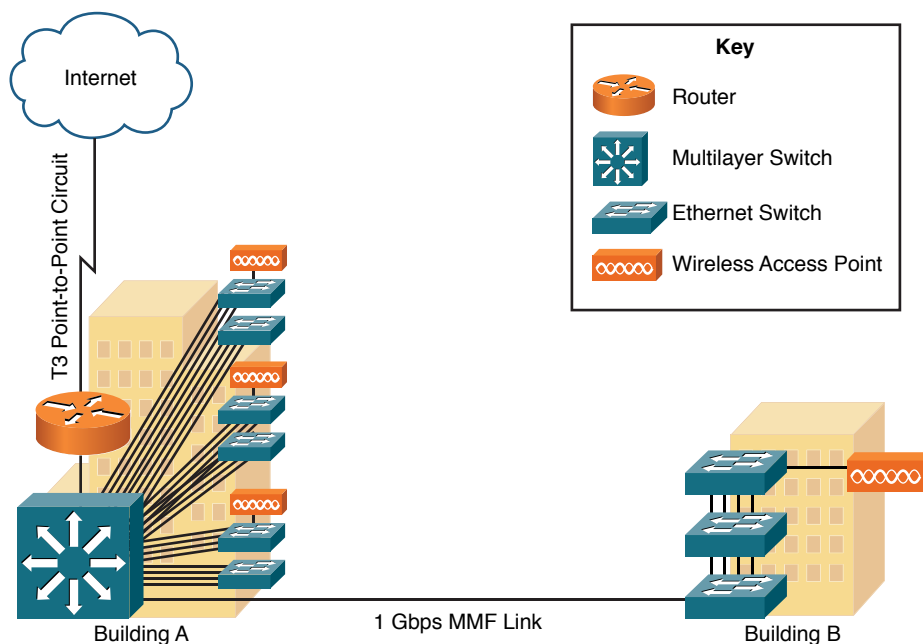 Internet
T3 Point-to-Point Circuit
Key
Router
Multilayer Switch
Ethernet Switch
Wireless Access Point
Building A
1 Gbps MMF Link
Building B